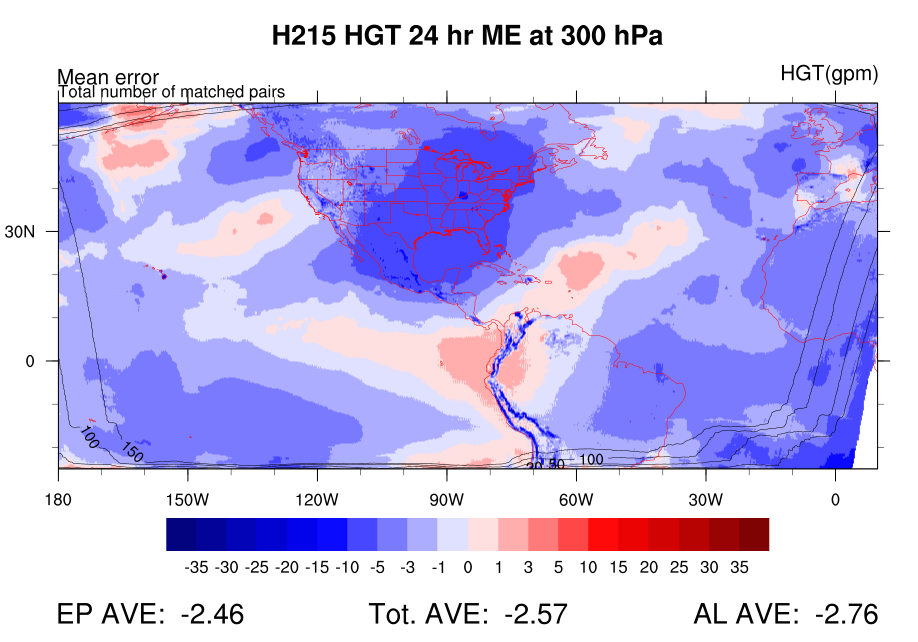 H215 HGT 24 hr ME at 300 hPa
Mean error
HGT(gpm)
Total number of matched pairs
30N
0
100
150
100
180 150W 120W 90W 60W 30W 0
-35 -30 -25 -20 -15 -10 -5 -3 -1 0 1 3 5 10 15 20 25 30 35
EP AVE: -2.46 Tot. AVE: -2.57 AL AVE: -2.76